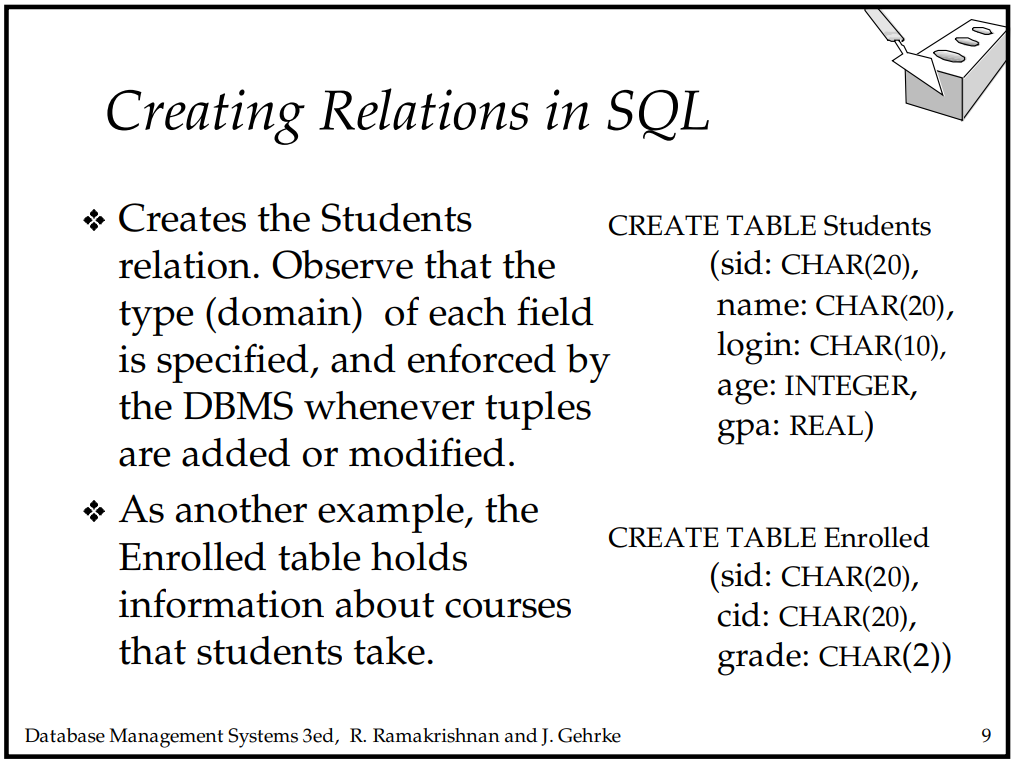 Creating Relations in SQL
❖ Creates the Students
relation. Observe that the
type (domain)  of each field
is specified, and enforced by
the DBMS whenever tuples
are added or modified.
❖ As another example, the
Enrolled table holds
information about courses
that students take.
CREATE TABLE Students
(sid: CHAR(20),
name: CHAR(20),
login: CHAR(10),
age: INTEGER,
gpa: REAL)
CREATE TABLE Enrolled
(sid: CHAR(20),
cid: CHAR(20),
grade: CHAR(2))
Database Management Systems 3ed,  R. Ramakrishnan and J. Gehrke
9